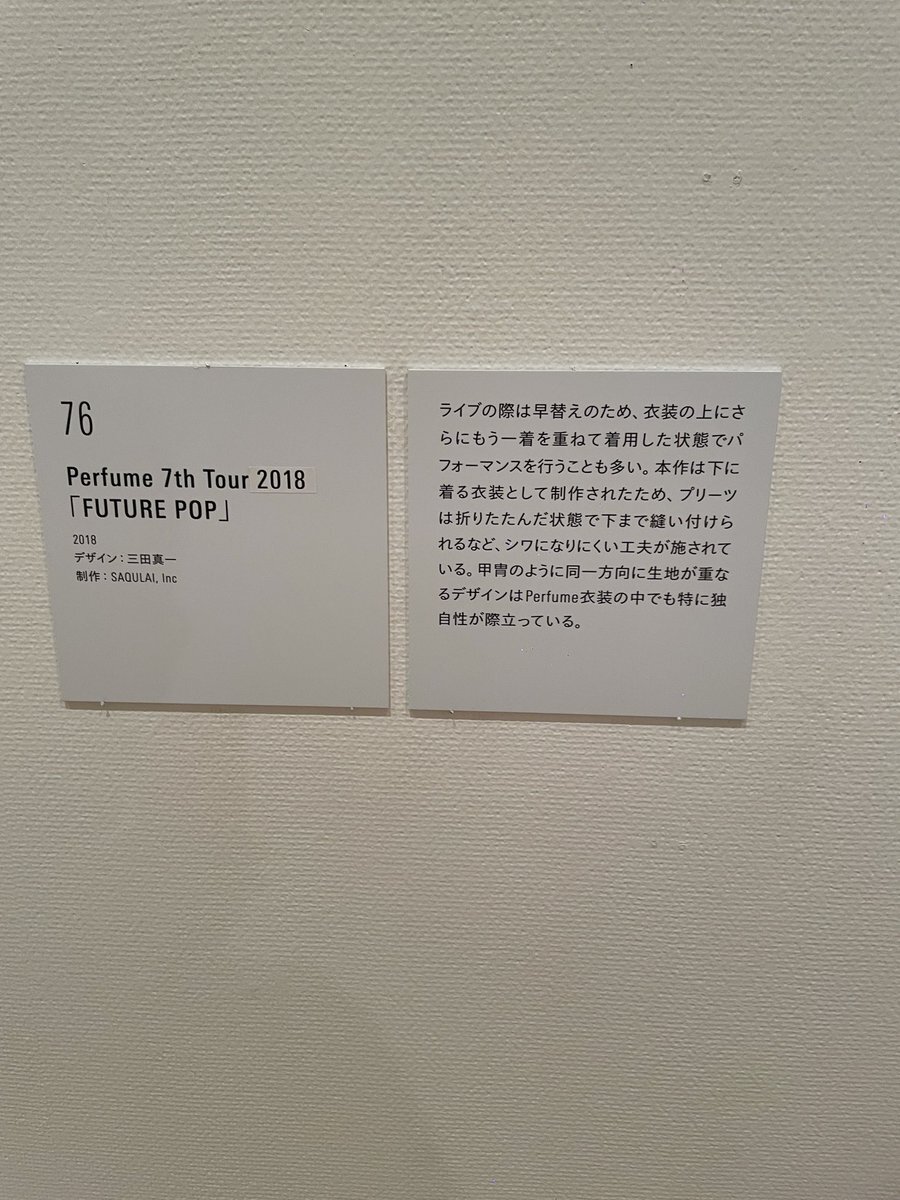 76
Perfume 7th Tour 2018
「FUTURE POP」
2018
デザイン：三田真一
制作：SAQULAI, Inc
ライブの際は早替えのため、衣装の上にさ
らにもう一着を重ねて着用した状態でパ
フォーマンスを行うことも多い。本作は下に
着る衣装として制作されたため、プリーツ
は折りたたんだ状態で下まで縫い付けら
れるなど、シワになりにくい工夫が施されて
いる。甲冑のように同一方向に生地が重な
るデザインはPerfume衣装の中でも特に独
自性が際立っている。